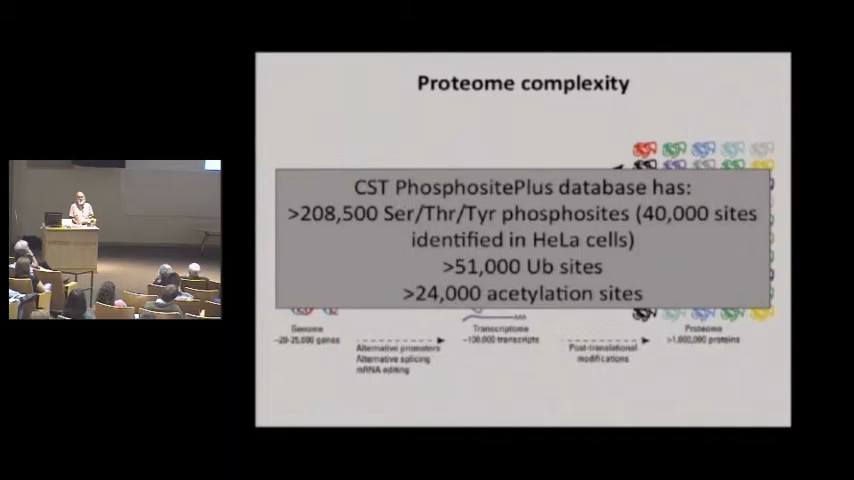 Proteome complexity
CST PhosphositePlus database has:
>208,500 Ser/Thr/Tyr phosphosites (40,000 sites
identified in HeLa cells)
>51,000 Ub sites
>24,000 acetylation sites
Genome
~20-25,000 genes
Alternative promoters
Alternative splicing
mRNA editing
Transcriptome
~100,000 transcripts
Post-translational
modifications
Proteome
>1,000,000 proteins